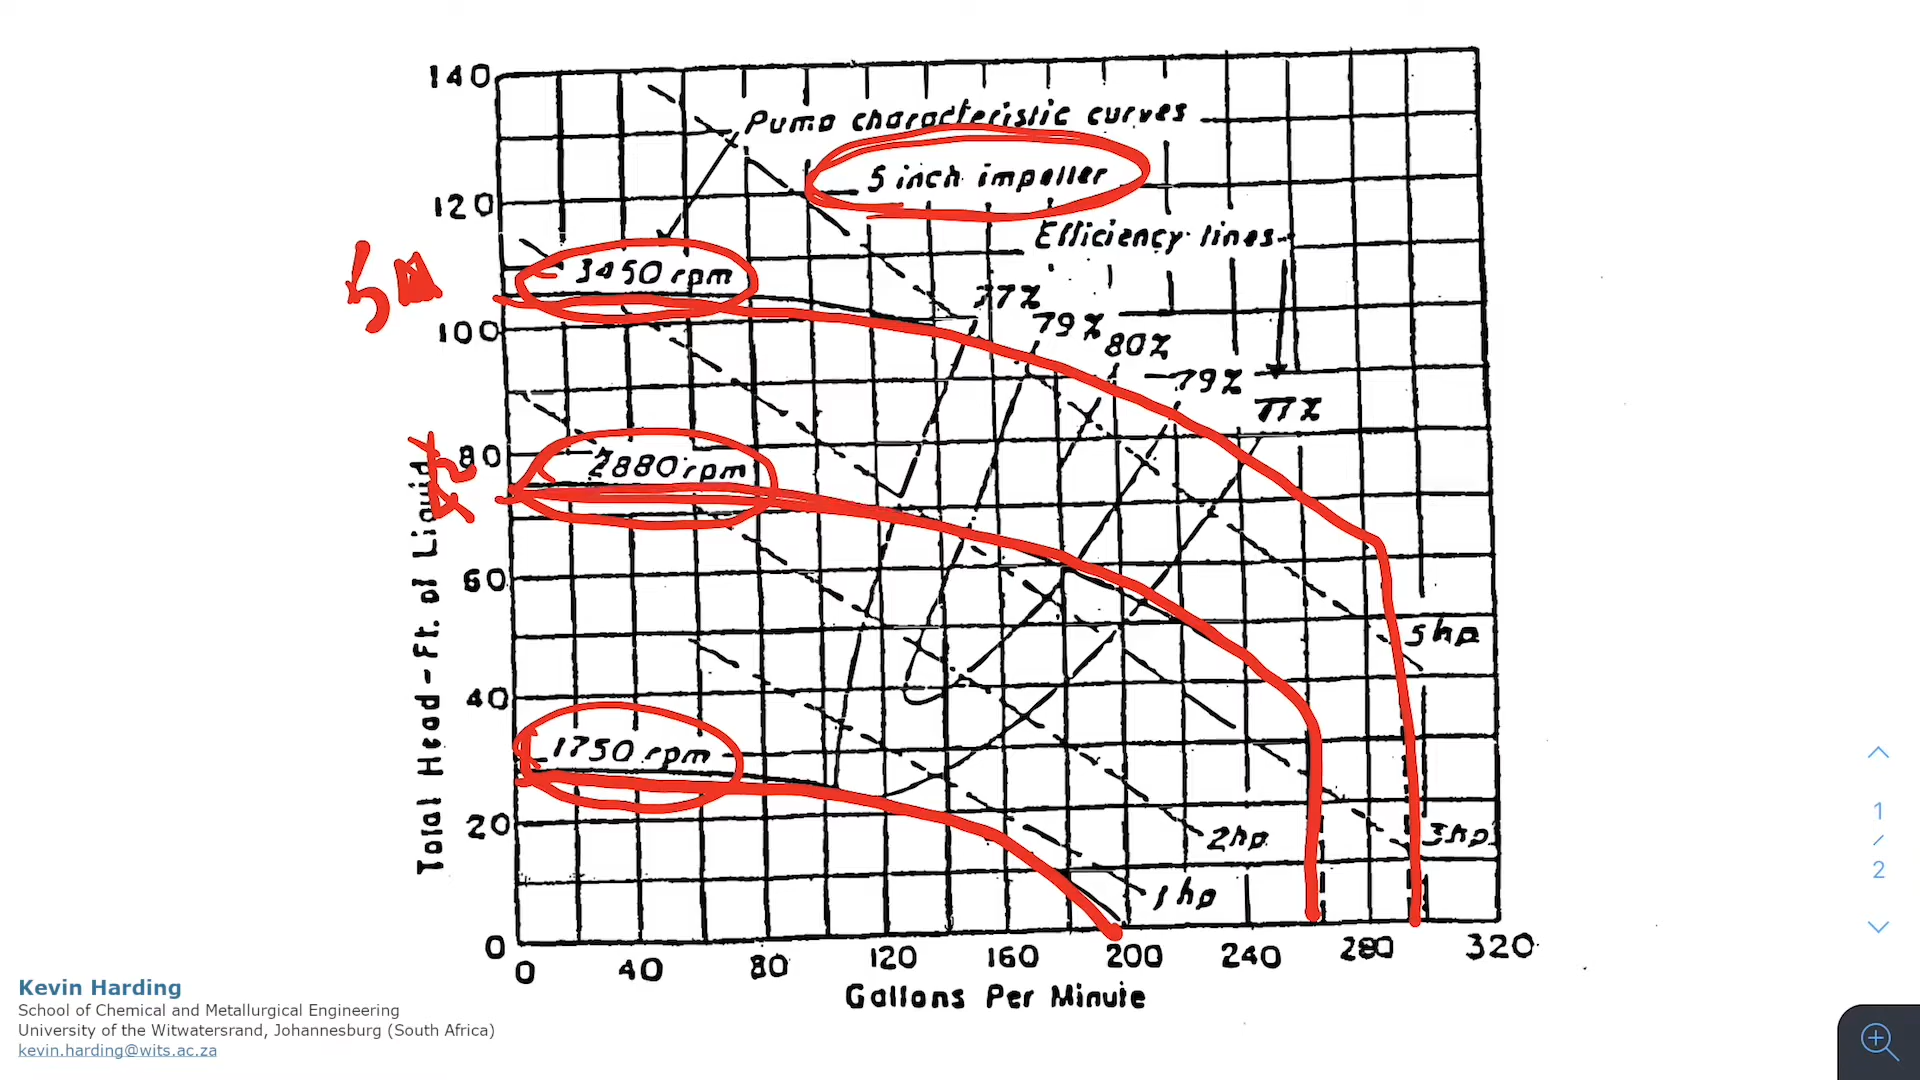 140
Pump characteristic curves
5 inch impeller
120
Efficiency lines
3450 rpm
77%
100
79%
80%
79%
77%
80
2880 rpm
60
5hp
40
1750 rpm
20
2hp
3hp
1hp
0
0 40 80 120 160 200 240 280 320
Gallons Per Minute
Total Head - Ft. of Liquid
1
/
2
Kevin Harding
School of Chemical and Metallurgical Engineering
University of the Witwatersrand, Johannesburg (South Africa)
kevin.harding@wits.ac.za